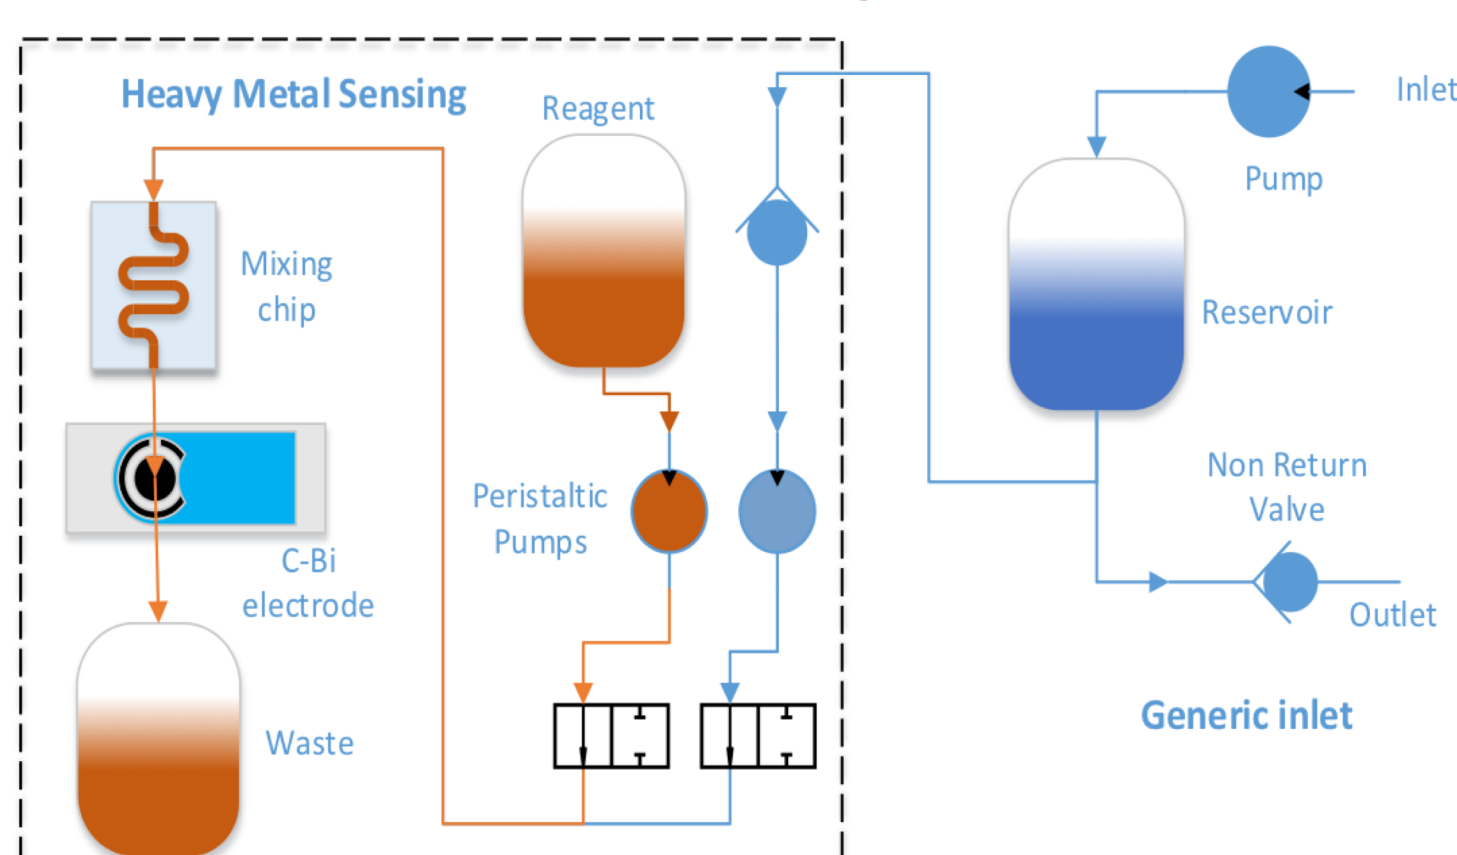 Heavy Metal Sensing
Reagent
Inlet
Pump
Mixing
chip
Reservoir
Peristaltic
Pumps
Non Return
Valve
C-Bi
electrode
Outlet
Waste
Generic inlet